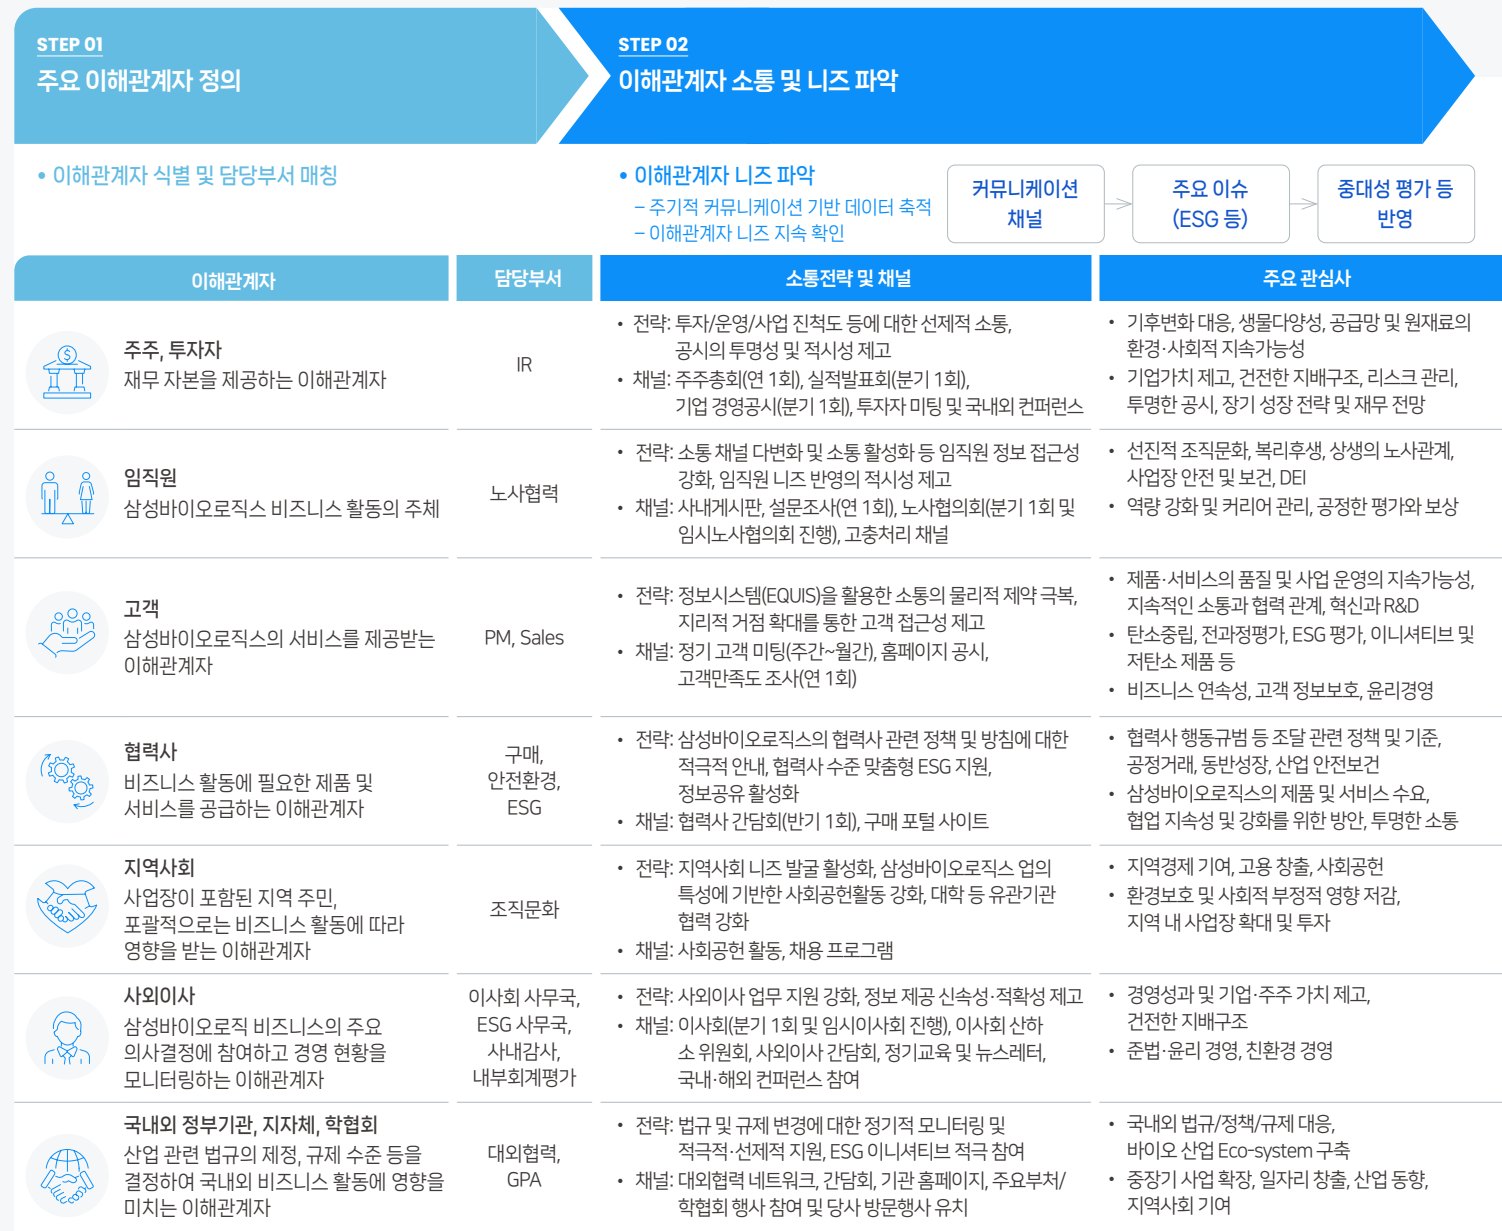 STEP 01
주요 이해관계자 정의
STEP 02
이해관계자 소통 및 니즈 파악
• 이해관계자 식별 및 담당부서 매칭
• 이해관계자 니즈 파악
– 주기적 커뮤니케이션 기반 데이터 축적
– 이해관계자 니즈 지속 확인
커뮤니케이션
채널
주요 이슈
(ESG 등)
중대성 평가 등
반영
이해관계자
담당부서
소통전략 및 채널
주요 관심사
주주, 투자자
재무 자본을 제공하는 이해관계자
IR
• 전략: 투자/운영/사업 진척도 등에 대한 선제적 소통,
공시의 투명성 및 적시성 제고
• 채널: 주주총회(연 1회), 실적발표회(분기 1회),
기업 경영공시(분기 1회), 투자자 미팅 및 국내외 컨퍼런스
• 기후변화 대응, 생물다양성, 공급망 및 원재료의
환경·사회적 지속가능성
• 기업가치 제고, 건전한 지배구조, 리스크 관리,
투명한 공시, 장기 성장 전략 및 재무 전망
임직원
삼성바이오로직스 비즈니스 활동의 주체
노사협력
• 전략: 소통 채널 다변화 및 소통 활성화 등 임직원 정보 접근성
강화, 임직원 니즈 반영의 적시성 제고
• 채널: 사내게시판, 설문조사(연 1회), 노사협의회(분기 1회 및
임시노사협의회 진행), 고충처리 채널
• 선진적 조직문화, 복리후생, 상생의 노사관계,
사업장 안전 및 보건, DEI
• 역량 강화 및 커리어 관리, 공정한 평가와 보상
고객
삼성바이오로직스의 서비스를 제공받는
이해관계자
PM, Sales
• 전략: 정보시스템(EQUIS)을 활용한 소통의 물리적 제약 극복,
지리적 거점 확대를 통한 고객 접근성 제고
• 채널: 정기 고객 미팅(주간~월간), 홈페이지 공시,
고객만족도 조사(연 1회)
• 제품·서비스의 품질 및 사업 운영의 지속가능성,
지속적인 소통과 협력 관계, 혁신과 R&D
• 탄소중립, 전과정평가, ESG 평가, 이니셔티브 및
저탄소 제품 등
• 비즈니스 연속성, 고객 정보보호, 윤리경영
협력사
비즈니스 활동에 필요한 제품 및
서비스를 공급하는 이해관계자
구매,
안전환경,
ESG
• 전략: 삼성바이오로직스의 협력사 관련 정책 및 방침에 대한
적극적 안내, 협력사 수준 맞춤형 ESG 지원,
정보공유 활성화
• 채널: 협력사 간담회(반기 1회), 구매 포털 사이트
• 협력사 행동규범 등 조달 관련 정책 및 기준,
공정거래, 동반성장, 산업 안전보건
• 삼성바이오로직스의 제품 및 서비스 수요,
협업 지속성 및 강화를 위한 방안, 투명한 소통
지역사회
사업장이 포함된 지역 주민,
포괄적으로는 비즈니스 활동에 따라
영향을 받는 이해관계자
조직문화
• 전략: 지역사회 니즈 발굴 활성화, 삼성바이오로직스 업의
특성에 기반한 사회공헌활동 강화, 대학 등 유관기관
협력 강화
• 채널: 사회공헌 활동, 채용 프로그램
• 지역경제 기여, 고용 창출, 사회공헌
• 환경보호 및 사회적 부정적 영향 저감,
지역 내 사업장 확대 및 투자
사외이사
삼성바이오로직 비즈니스의 주요
의사결정에 참여하고 경영 현황을
모니터링하는 이해관계자
이사회 사무국,
ESG 사무국,
사내감사,
내부회계평가
• 전략: 사외이사 업무 지원 강화, 정보 제공 신속성·적확성 제고
• 채널: 이사회(분기 1회 및 임시이사회 진행), 이사회 산하
소 위원회, 사외이사 간담회, 정기교육 및 뉴스레터,
국내·해외 컨퍼런스 참여
• 경영성과 및 기업·주주 가치 제고,
건전한 지배구조
• 준법·윤리 경영, 친환경 경영
국내외 정부기관, 지자체, 학협회
산업 관련 법규의 제정, 규제 수준 등을
결정하여 국내외 비즈니스 활동에 영향을
미치는 이해관계자
대외협력,
GPA
• 전략: 법규 및 규제 변경에 대한 정기적 모니터링 및
적극적·선제적 지원, ESG 이니셔티브 적극 참여
• 채널: 대외협력 네트워크, 간담회, 기관 홈페이지, 주요부처/
학협회 행사 참여 및 당사 방문행사 유치
• 국내외 법규/정책/규제 대응,
바이오 산업 Eco-system 구축
• 중장기 사업 확장, 일자리 창출, 산업 동향,
지역사회 기여